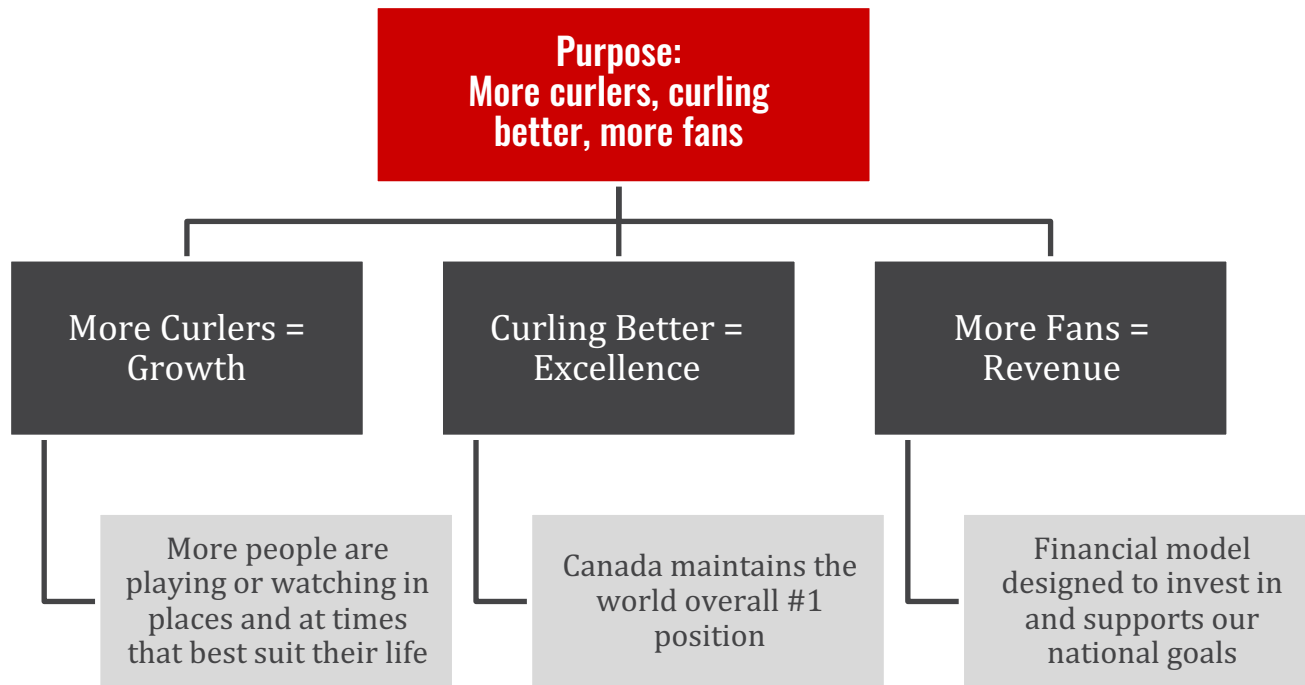 Purpose:
More curlers, curling
better, more fans
More Curlers =
Growth
Curling Better =
Excellence
More Fans =
Revenue
More people are
playing or watching in
places and at times
that best suit their life
Canada maintains the
world overall #1
position
Financial model
designed to invest in
and supports our
national goals